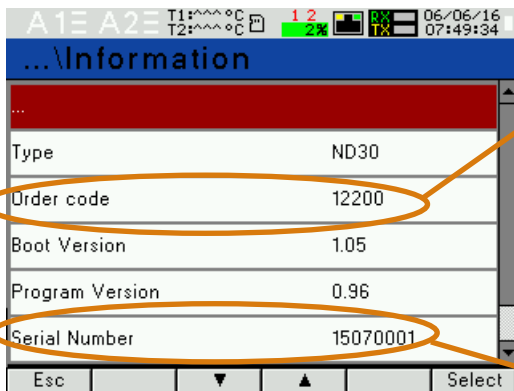 A1 A2 T1:^^^ °C 1 2 RX 06/06/16
T2:^^^ °C 2% TX 07:49:34
...\Information
...
Type ND30
Order code 12200
Boot Version 1.05
Program Version 0.96
Serial Number 15070001
Esc ▼ ▲ Select